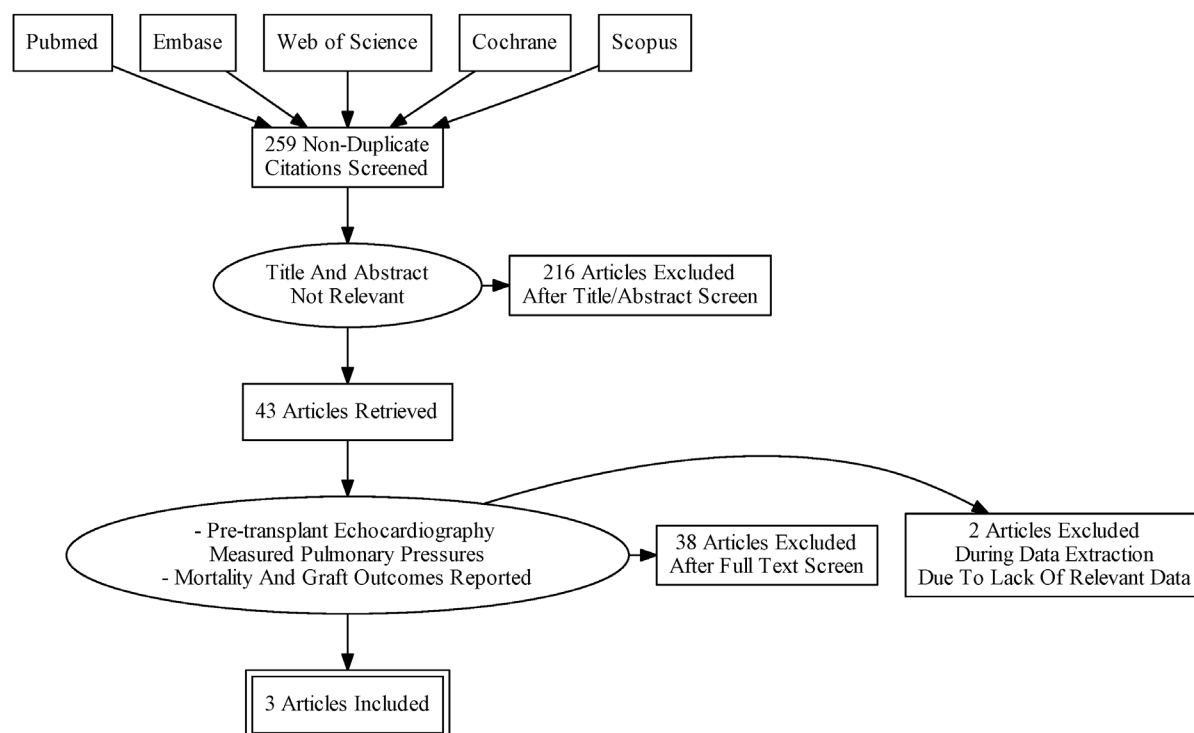 Pubmed
Embase
Web of Science
Cochrane
Scopus
259 Non-Duplicate
Citations Screened
Title And Abstract
Not Relevant
216 Articles Excluded
After Title/Abstract Screen
43 Articles Retrieved
- Pre-transplant Echocardiography
Measured Pulmonary Pressures
- Mortality And Graft Outcomes Reported
38 Articles Excluded
After Full Text Screen
2 Articles Excluded
During Data Extraction
Due To Lack Of Relevant Data
3 Articles Included